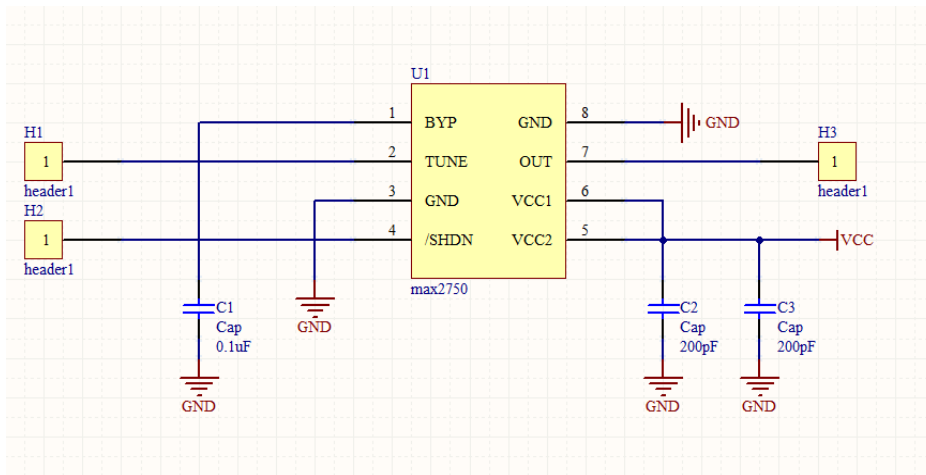 U1
1
BYP
GND
8
GND
H1
1
header1
2
TUNE
OUT
7
H3
1
header1
3
GND
VCC1
6
H2
1
header1
4
/SHDN
VCC2
5
VCC
max2750
C1
Cap
0.1uF
GND
GND
C2
Cap
200pF
GND
C3
Cap
200pF
GND